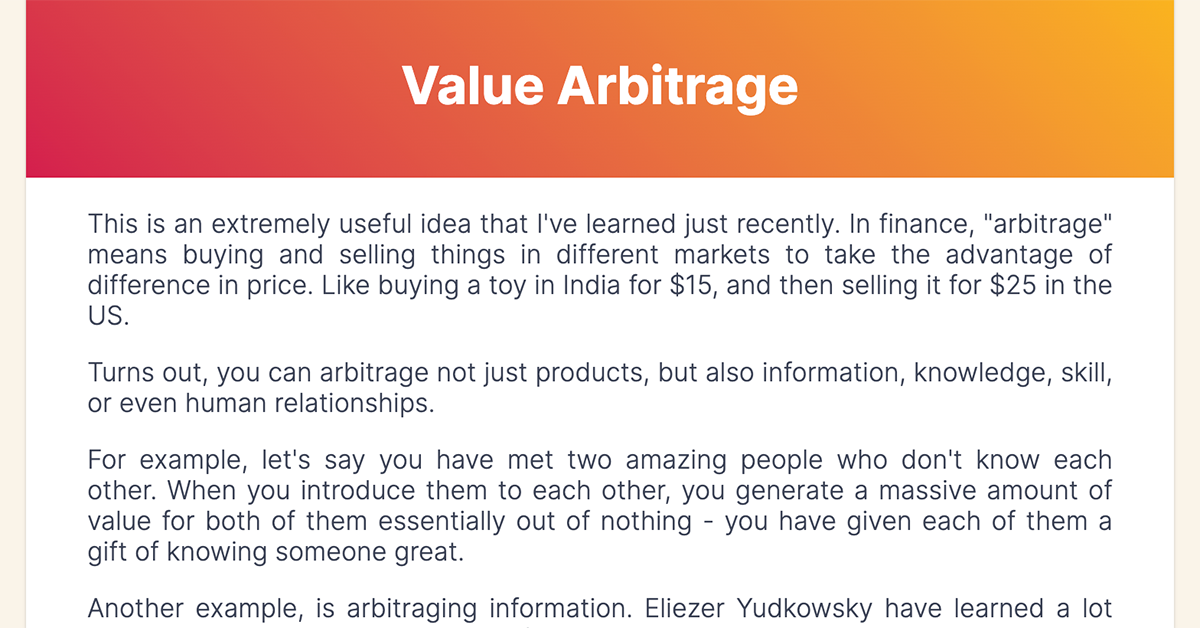 Value Arbitrage
This is an extremely useful idea that I've learned just recently. In finance, "arbitrage"
means buying and selling things in different markets to take the advantage of
difference in price. Like buying a toy in India for $15, and then selling it for $25 in the
US.
Turns out, you can arbitrage not just products, but also information, knowledge, skill,
or even human relationships.
For example, let's say you have met two amazing people who don't know each
other. When you introduce them to each other, you generate a massive amount of
value for both of them essentially out of nothing - you have given each of them a
gift of knowing someone great.
Another example, is arbitraging information. Eliezer Yudkowsky have learned a lot